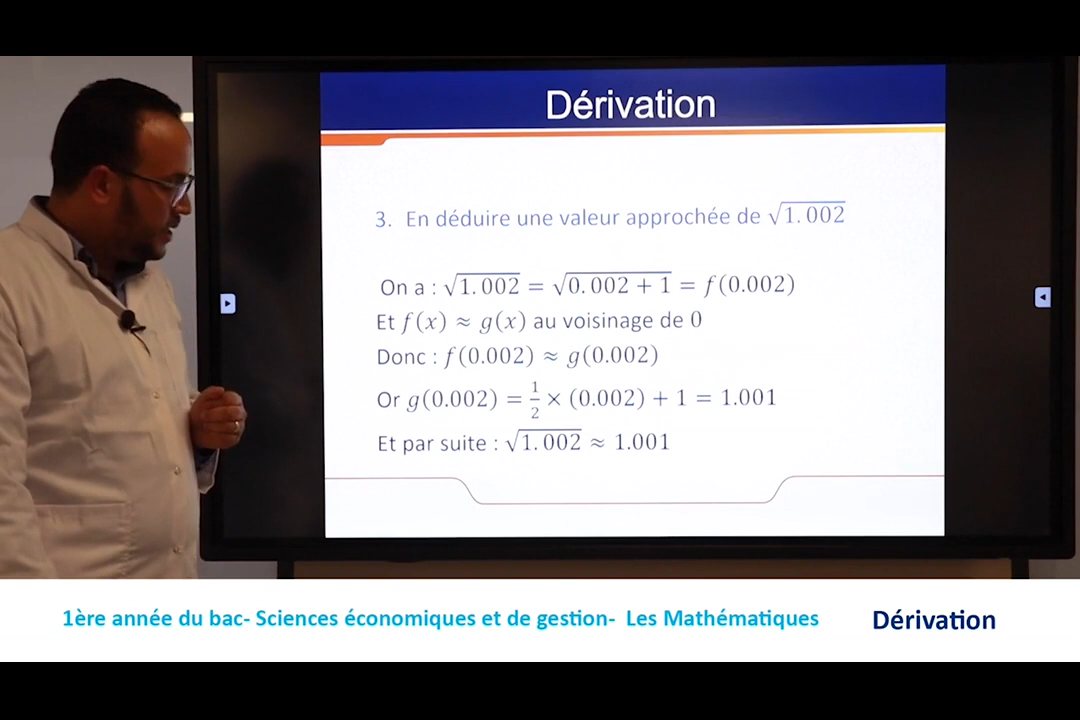 Dérivation
3. En déduire une valeur approchée de √1.002
On a : √1.002 = √0.002 + 1 = f(0.002)
Et f(x) ≈ g(x) au voisinage de 0
Donc : f(0.002) ≈ g(0.002)
Or g(0.002) = 1/2 × (0.002) + 1 = 1.001
Et par suite : √1.002 ≈ 1.001
1ère année du bac- Sciences économiques et de gestion- Les Mathématiques
Dérivation